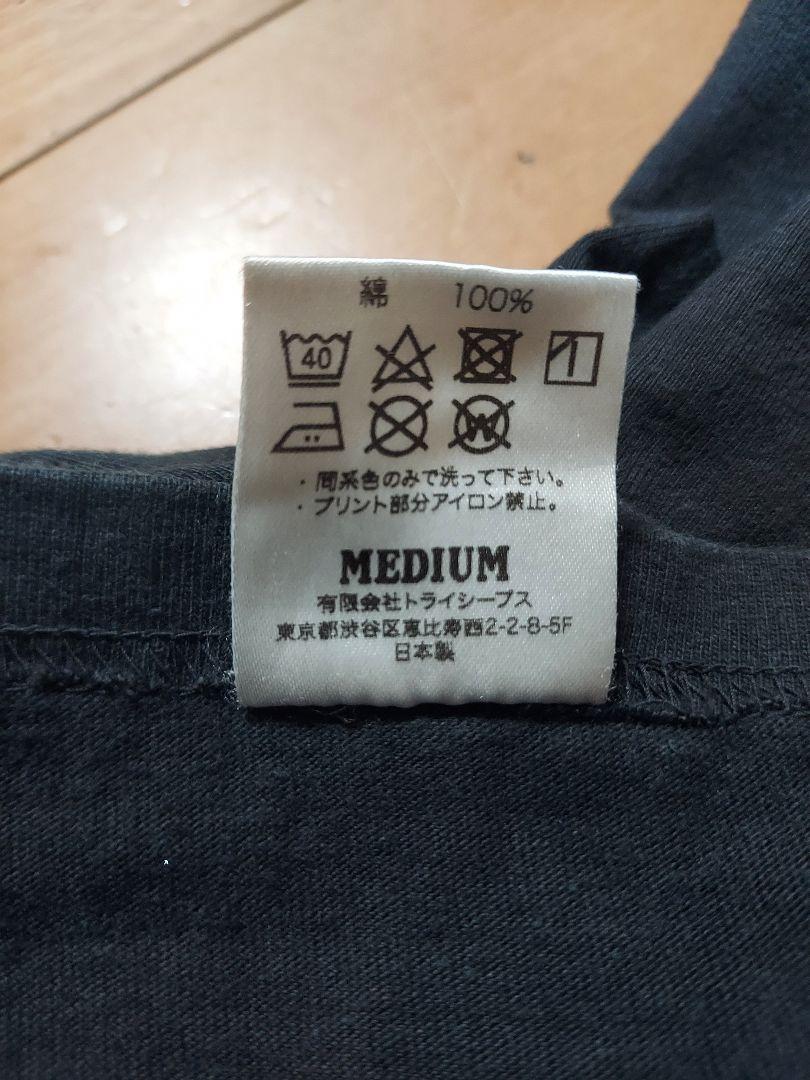 綿 100%
40
W
・同系色のみで洗って下さい。
・プリント部分アイロン禁止。
MEDIUM
有限会社トライシープス
東京都渋谷区恵比寿西2-2-8-5F
日本製